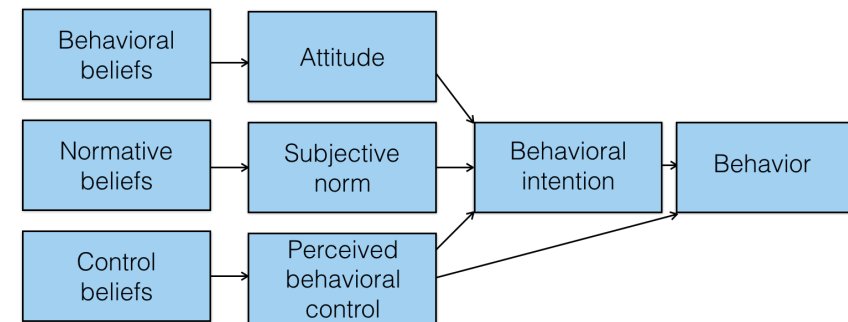 Behavioral
beliefs
Attitude
Normative
beliefs
Subjective
norm
Behavioral
intention
Behavior
Control
beliefs
Perceived
behavioral
control